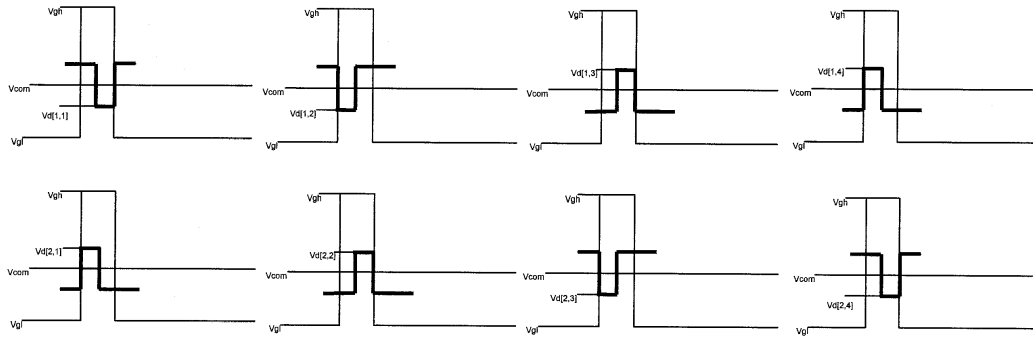 Vgh
Vcom
Vd[1,1]
Vgl
Vgh
Vcom
Vd[1,2]
Vgl
Vgh
Vd[1,3]
Vcom
Vgl
Vgh
Vd[1,4]
Vcom
Vgl
Vgh
Vd[2,1]
Vcom
Vgl
Vgh
Vd[2,2]
Vcom
Vgl
Vgh
Vcom
Vd[2,3]
Vgl
Vgh
Vcom
Vd[2,4]
Vgl